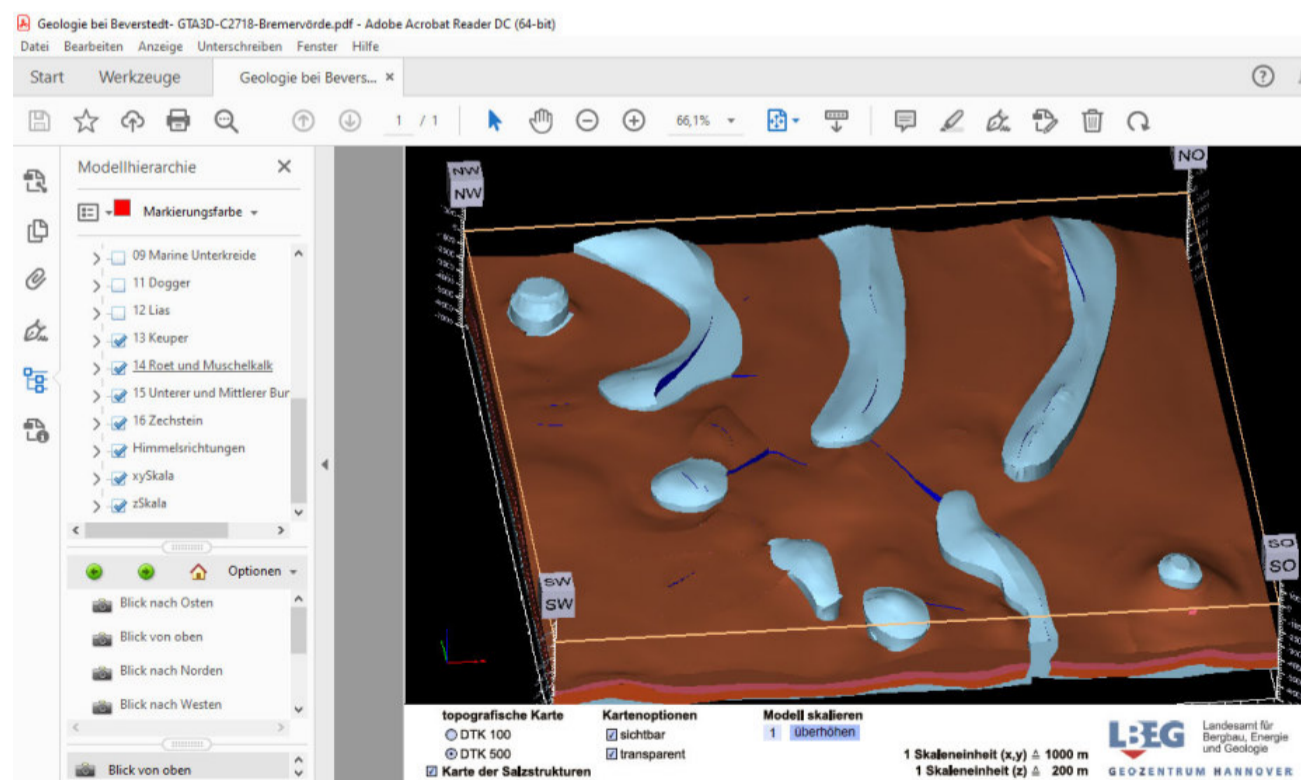 Geologie bei Beverstedt- GTA3D-C2718-Bremervörde.pdf - Adobe Acrobat Reader DC (64-bit)
Datei Bearbeiten Anzeige Unterschreiben Fenster Hilfe
Start Werkzeuge Geologie bei Bevers... ×
1 / 1 66,1%
Modellhierarchie
Markierungsfarbe
09 Marine Unterkreide
11 Dogger
12 Lias
13 Keuper
14 Roet und Muschelkalk
15 Unterer und Mittlerer Bur
16 Zechstein
Himmelsrichtungen
xySkala
zSkala
Optionen
Blick nach Osten
Blick von oben
Blick nach Norden
Blick nach Westen
Blick von oben
NW
NW
NO
SW
SW
SO
SO
topografische Karte
DTK 100
DTK 500
Karte der Salzstrukturen
Kartenoptionen
sichtbar
transparent
Modell skalieren
1 überhöhen
1 Skaleneinheit (x,y) ≙ 1000 m
1 Skaleneinheit (z) ≙ 200 m
LBEG
Landesamt für
Bergbau, Energie
und Geologie
GEOZENTRUM HANNOVER